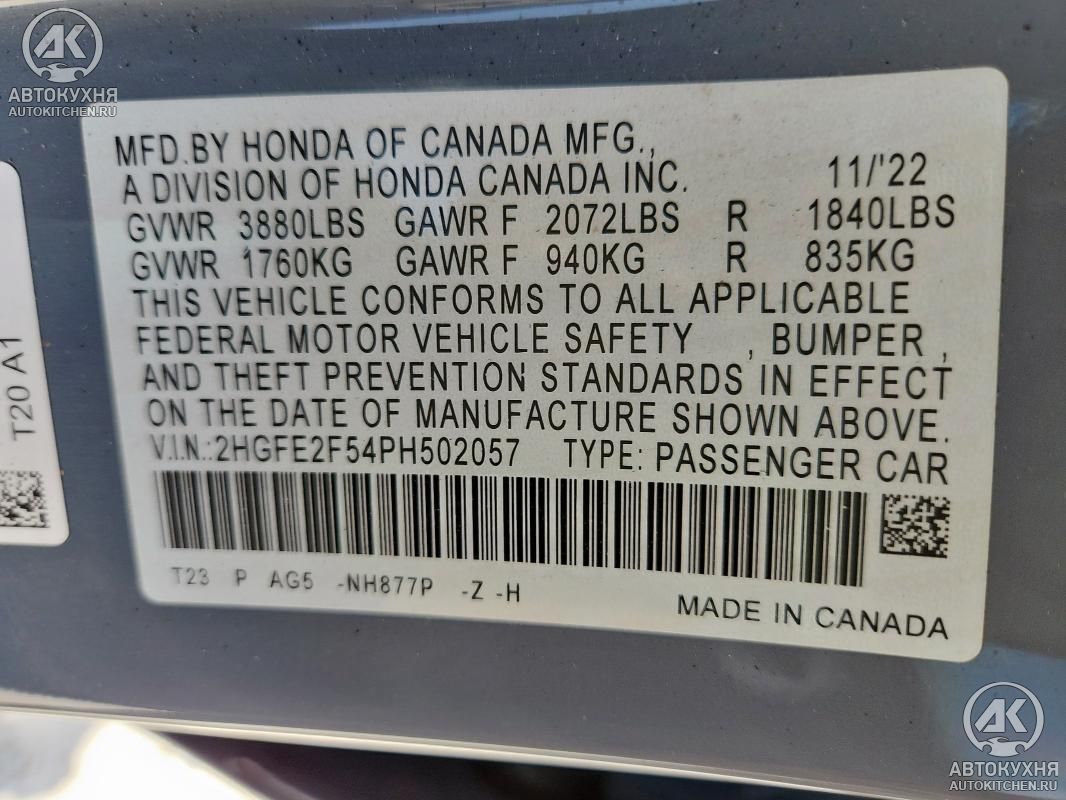 AK
АВТОКУХНЯ
AUTOKITCHEN.RU
MFD.BY HONDA OF CANADA MFG.,
A DIVISION OF HONDA CANADA INC. 11/'22
GVWR 3880LBS GAWR F 2072LBS R 1840LBS
GVWR 1760KG GAWR F 940KG R 835KG
THIS VEHICLE CONFORMS TO ALL APPLICABLE
FEDERAL MOTOR VEHICLE SAFETY , BUMPER ,
AND THEFT PREVENTION STANDARDS IN EFFECT
ON THE DATE OF MANUFACTURE SHOWN ABOVE.
V.I.N.:2HGFE2F54PH502057 TYPE: PASSENGER CAR
T23 P AG5 -NH877P -Z -H
MADE IN CANADA
T20 A1
AK
АВТОКУХНЯ
AUTOKITCHEN.RU